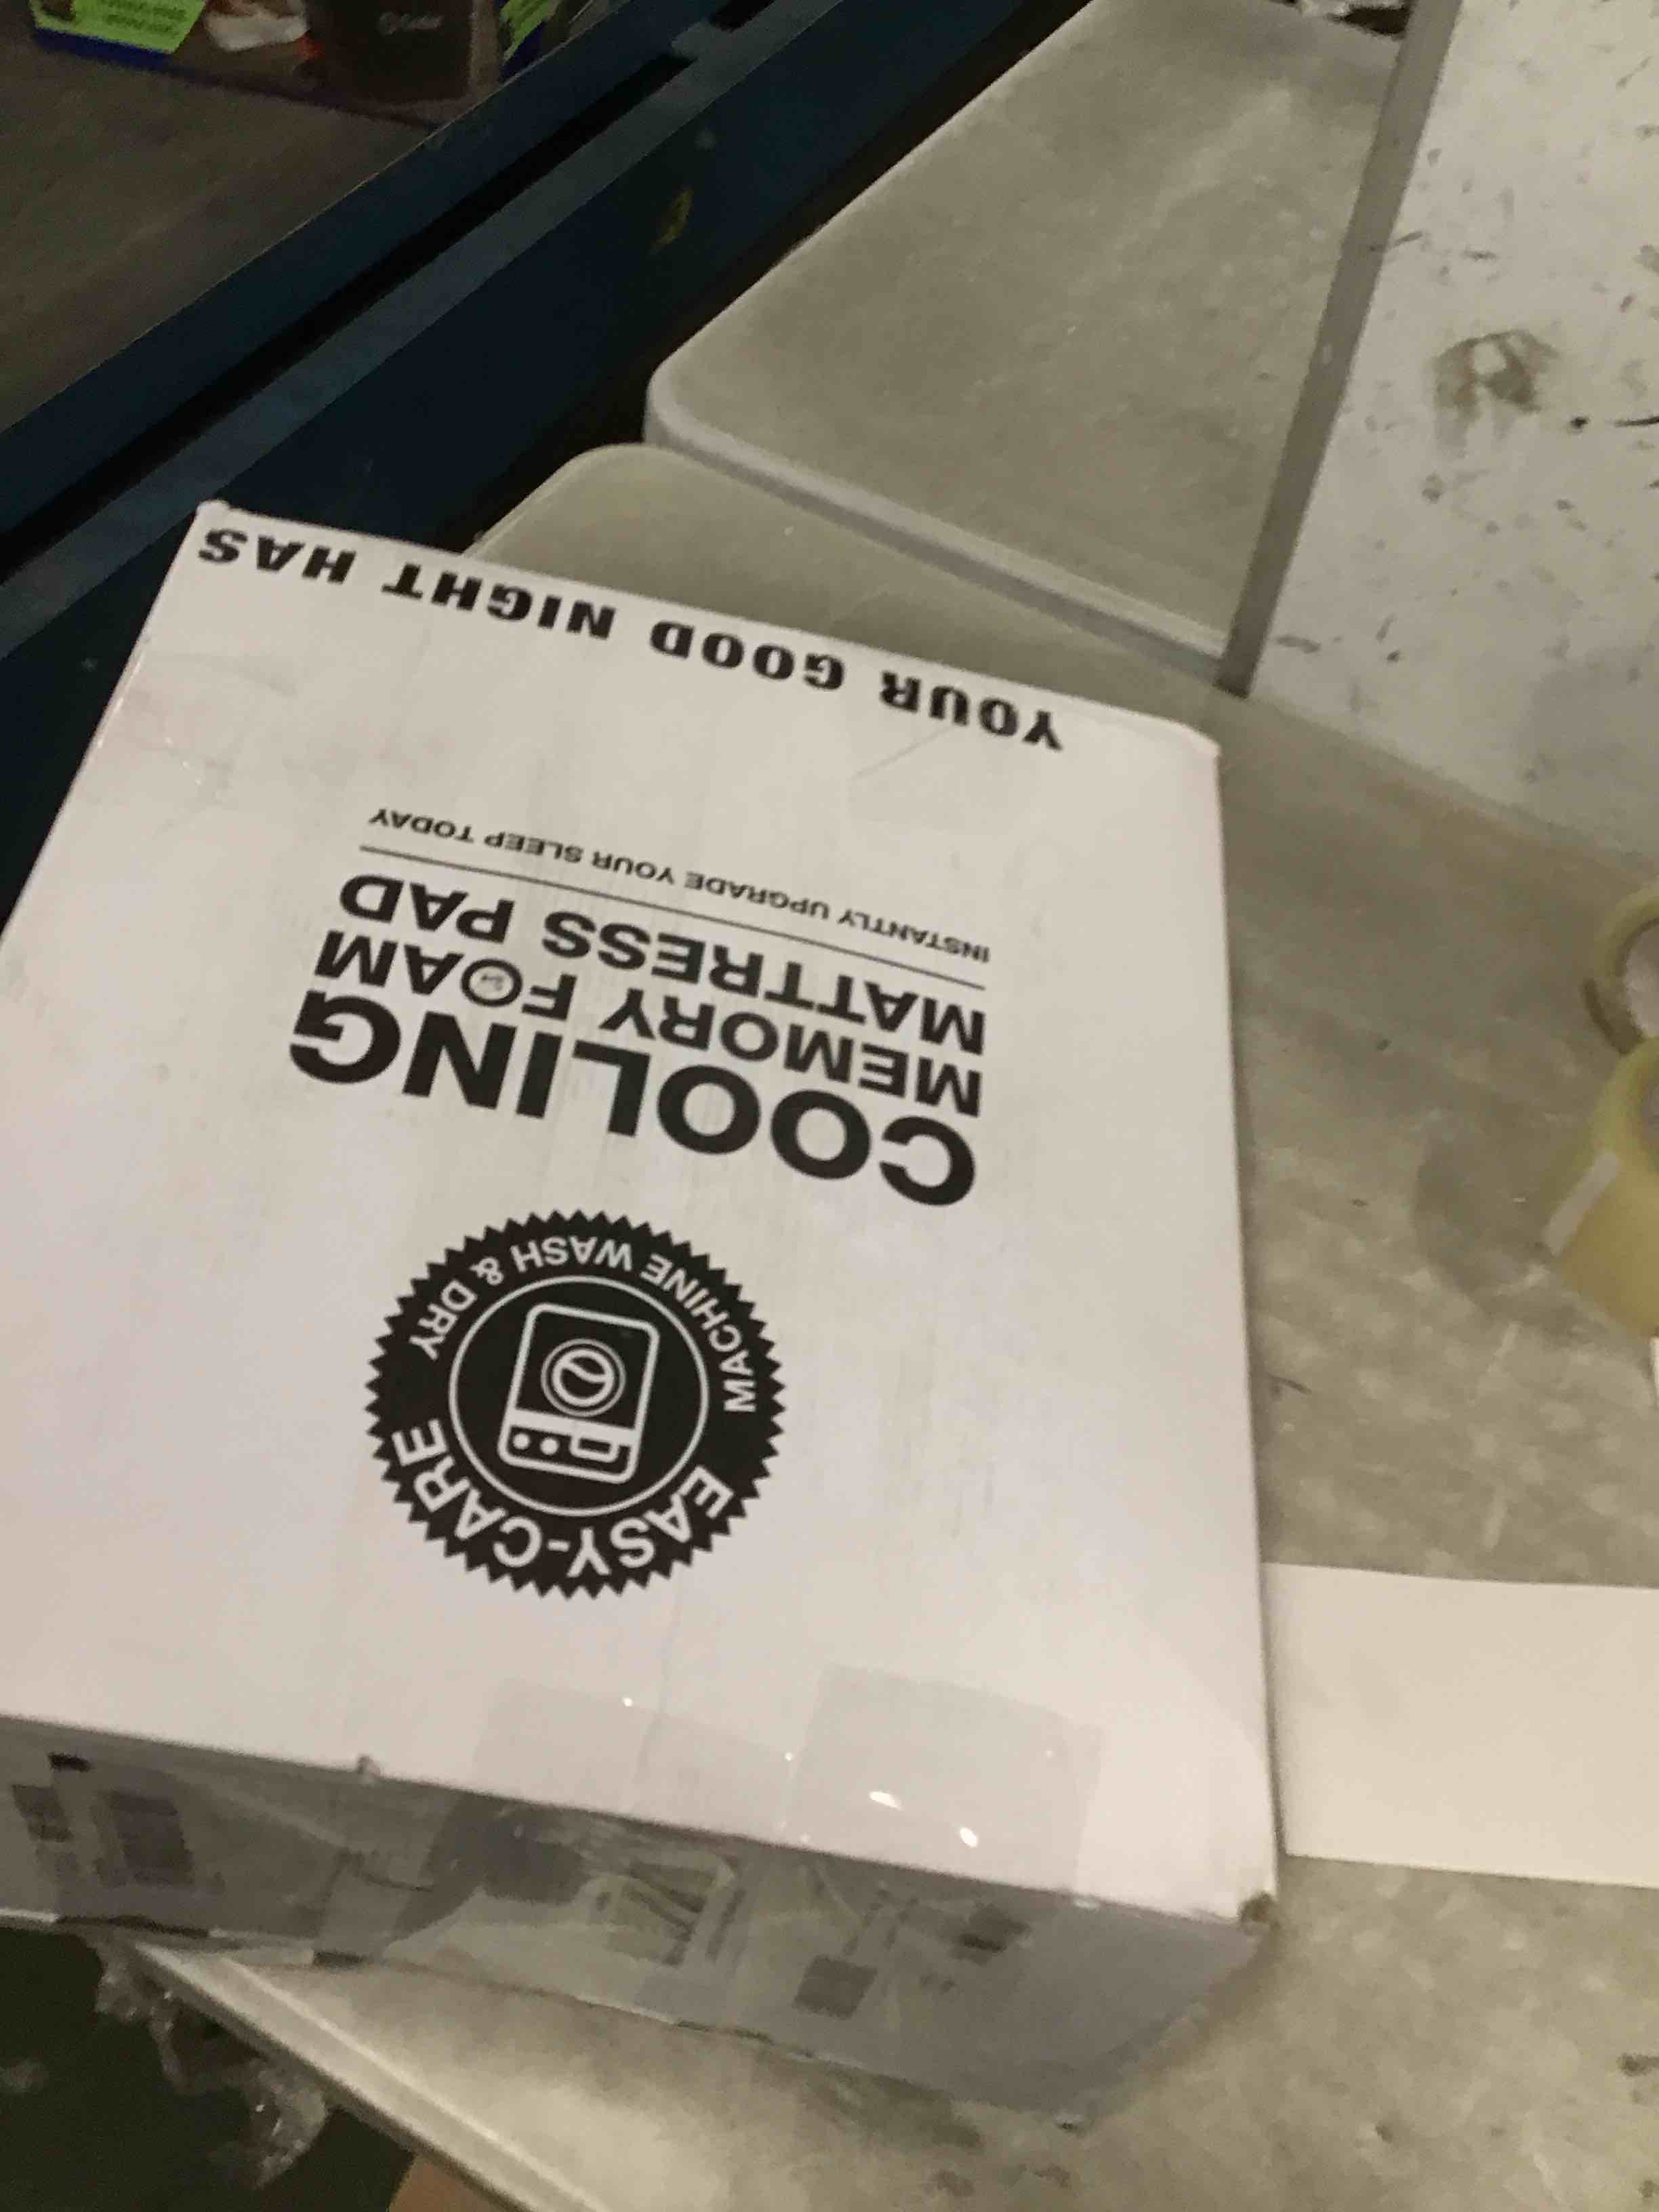 EASY-CARE
MACHINE WASH & DRY
COOLING
MEMORY FOAM
MATTRESS PAD
INSTANTLY UPGRADE YOUR SLEEP TODAY
YOUR GOOD NIGHT HAS